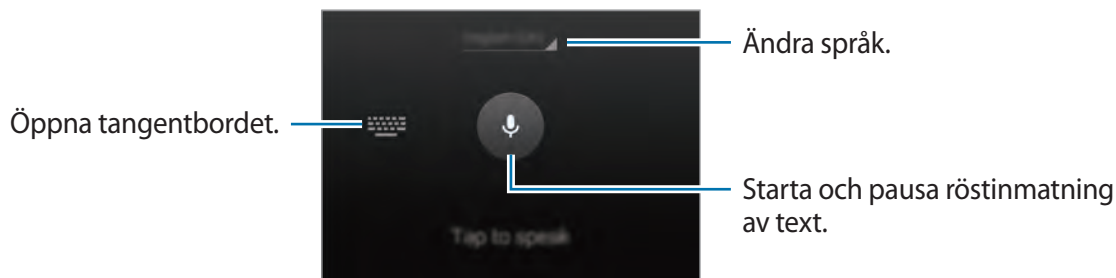 Ändra språk.
Öppna tangentbordet.
Starta och pausa röstinmatning
av text.
Tap to speak